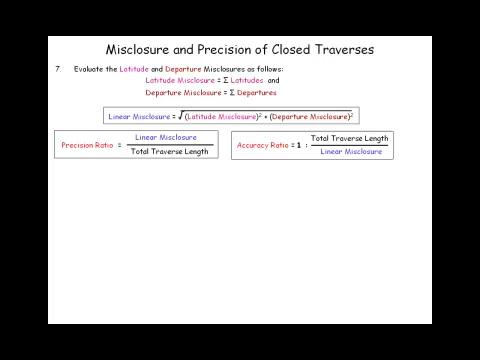 Misclosure and Precision of Closed Traverses
7. Evaluate the Latitude and Departure Misclosures as follows:
Latitude Misclosure = Σ Latitudes and
Departure Misclosure = Σ Departures
Linear Misclosure = √(Latitude Misclosure)² + (Departure Misclosure)²
Precision Ratio = Linear Misclosure / Total Traverse Length
Accuracy Ratio = 1 : Total Traverse Length / Linear Misclosure